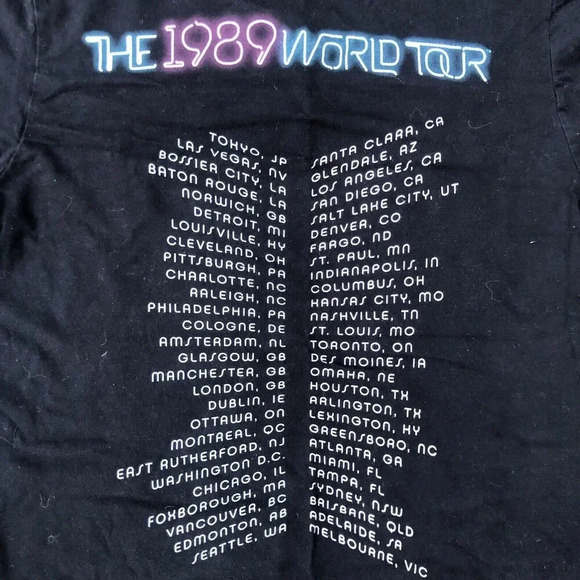 THE 1989 WORLD TOUR
TOKYO, JP
LAS VEGAS, NV
BOSSIER CITY, LA
BATON ROUGE, LA
NORWICH, GB
DETROIT, MI
LOUISVILLE, KY
CLEVELAND, OH
PITTSBURGH, PA
CHARLOTTE, NC
RALEIGH, NC
PHILADELPHIA, PA
COLOGNE, DE
AMSTERDAM, NL
GLASGOW, GB
MANCHESTER, GB
LONDON, GB
DUBLIN, IE
OTTAWA, ON
MONTREAL, QC
EAST RUTHERFORD, NJ
WASHINGTON D.C.
CHICAGO, IL
FOXBOROUGH, MA
VANCOUVER, BC
EDMONTON, AB
SEATTLE, WA
SANTA CLARA, CA
GLENDALE, AZ
LOS ANGELES, CA
SAN DIEGO, CA
SALT LAKE CITY, UT
DENVER, CO
FARGO, ND
ST. PAUL, MN
INDIANAPOLIS, IN
COLUMBUS, OH
KANSAS CITY, MO
NASHVILLE, TN
ST. LOUIS, MO
TORONTO, ON
DES MOINES, IA
OMAHA, NE
HOUSTON, TX
ARLINGTON, TX
LEXINGTON, KY
GREENSBORO, NC
ATLANTA, GA
MIAMI, FL
TAMPA, FL
SYDNEY, NSW
BRISBANE, QLD
ADELAIDE, SA
MELBOURNE, VIC